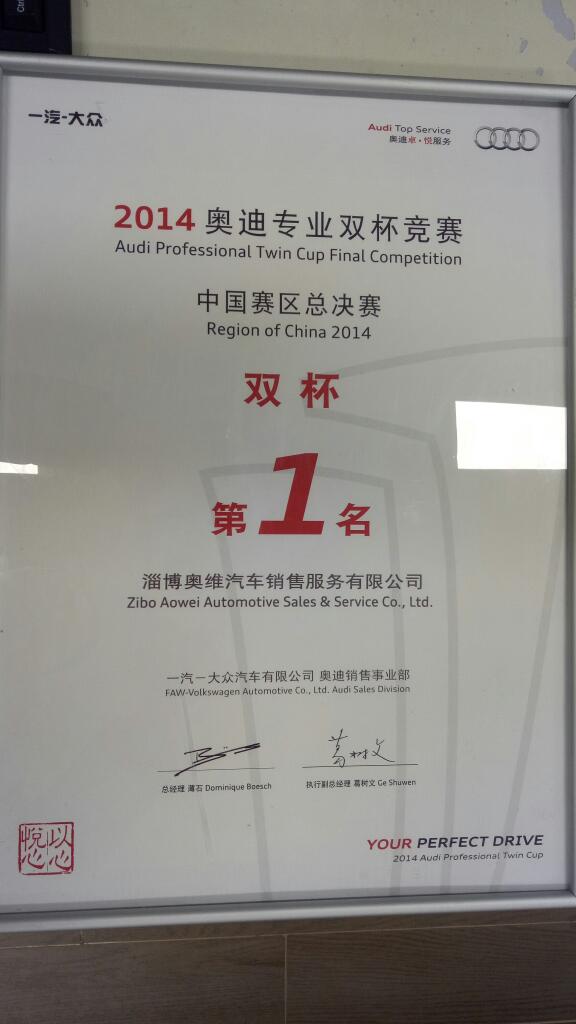 Ctrl
一汽-大众
Audi Top Service
奥迪卓·悦服务
2014 奥迪专业双杯竞赛
Audi Professional Twin Cup Final Competition
中国赛区总决赛
Region of China 2014
双杯
第1名
淄博奥维汽车销售服务有限公司
Zibo Aowei Automotive Sales & Service Co., Ltd.
一汽－大众汽车有限公司 奥迪销售事业部
FAW-Volkswagen Automotive Co., Ltd. Audi Sales Division
葛树文
总经理 薄石 Dominique Boesch
执行副总经理 葛树文 Ge Shuwen
以心悦心
YOUR PERFECT DRIVE
2014 Audi Professional Twin Cup